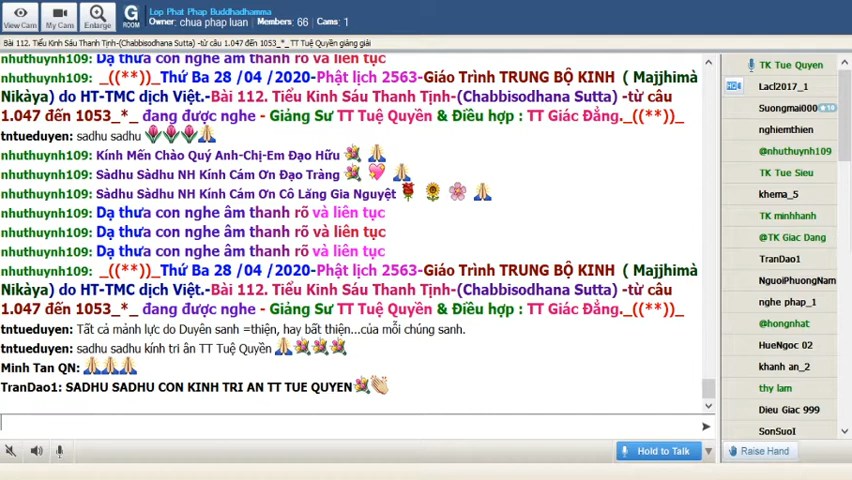 View Cam
My Cam
Enlarge
G
ROOM
Lop Phat Phap Buddhadhamma
Owner: chua phap luan Members: 66 Cams: 1
Bài 112. Tiểu Kinh Sáu Thanh Tịnh-(Chabbisodhana Sutta) -từ câu 1.047 đến 1053_*_ TT Tuệ Quyền giảng giải
nhuthuynh109: Dạ thưa con nghe âm thanh rõ và liên tục
nhuthuynh109: _((**))_Thứ Ba 28 /04 /2020-Phật lịch 2563-Giáo Trình TRUNG BỘ KINH ( Majjhimà
Nikàya) do HT-TMC dịch Việt.-Bài 112. Tiểu Kinh Sáu Thanh Tịnh-(Chabbisodhana Sutta) -từ câu
1.047 đến 1053_*_ đang được nghe - Giảng Sư TT Tuệ Quyền & Điều hợp : TT Giác Đẳng._((**))_
tntueduyen: sadhu sadhu
nhuthuynh109: Kính Mến Chào Quý Anh-Chị-Em Đạo Hữu
nhuthuynh109: Sàdhu Sàdhu NH Kính Cám Ơn Đạo Tràng
nhuthuynh109: Sàdhu Sàdhu NH Kính Cám Ơn Cô Lăng Gia Nguyệt
nhuthuynh109: Dạ thưa con nghe âm thanh rõ và liên tục
nhuthuynh109: Dạ thưa con nghe âm thanh rõ và liên tục
nhuthuynh109: Dạ thưa con nghe âm thanh rõ và liên tục
nhuthuynh109: _((**))_Thứ Ba 28 /04 /2020-Phật lịch 2563-Giáo Trình TRUNG BỘ KINH ( Majjhimà
Nikàya) do HT-TMC dịch Việt.-Bài 112. Tiểu Kinh Sáu Thanh Tịnh-(Chabbisodhana Sutta) -từ câu
1.047 đến 1053_*_ đang được nghe - Giảng Sư TT Tuệ Quyền & Điều hợp : TT Giác Đẳng._((**))_
tntueduyen: Tất cả mảnh lực do Duyên sanh =thiện, hay bất thiện...của mỗi chúng sanh.
tntueduyen: sadhu sadhu kính tri ân TT Tuệ Quyền
Minh Tan QN:
TranDao1: SADHU SADHU CON KINH TRI AN TT TUE QUYEN
Hold to Talk
TK Tue Quyen
HD
Lacl2017_1
Suongmai000
nghiemthien
@nhuthuynh109
TK Tue Sieu
khema_5
TK minhhanh
@TK Giac Dang
TranDao1
NguoiPhuongNam
nghe phap_1
@hongnhat
HueNgoc 02
khanh an_2
thy lam
Dieu Giac 999
SonSuoI
Raise Hand